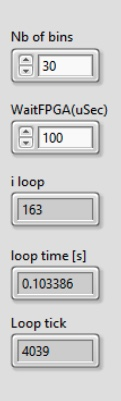 Nb of bins
30
WaitFPGA(uSec)
100
i loop
163
loop time [s]
0.103386
Loop tick
4039